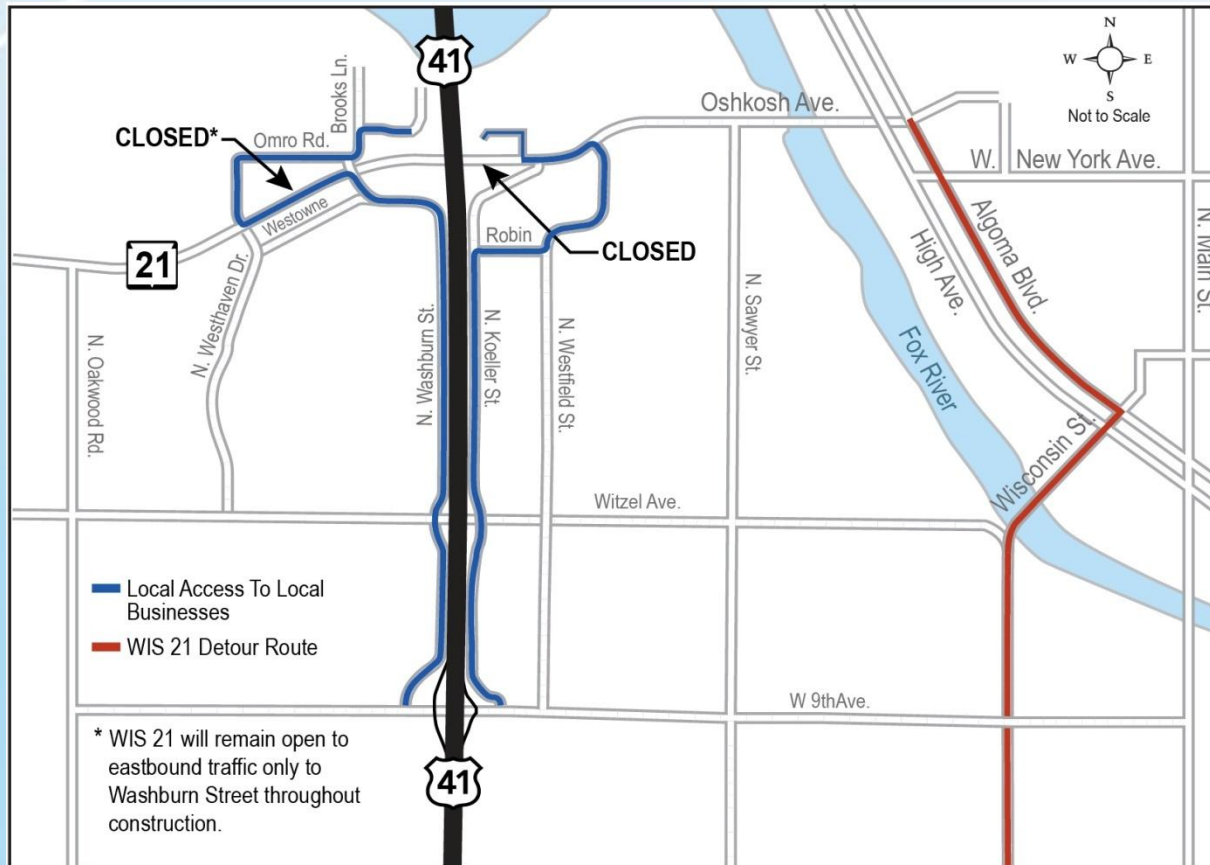 41
N
W
E
S
Not to Scale
Brooks Ln.
Oshkosh Ave.
CLOSED*
Omro Rd.
W. New York Ave.
Westowne
Robin
CLOSED
21
N. Westhaven Dr.
N. Oakwood Rd.
N. Washburn St.
N. Koeller St.
N. Westfield St.
N. Sawyer St.
High Ave.
Algoma Blvd.
N. Main St.
Fox River
Wisconsin St.
Witzel Ave.
Local Access To Local
Businesses
WIS 21 Detour Route
W 9thAve.
* WIS 21 will remain open to
eastbound traffic only to
Washburn Street throughout
construction.
41